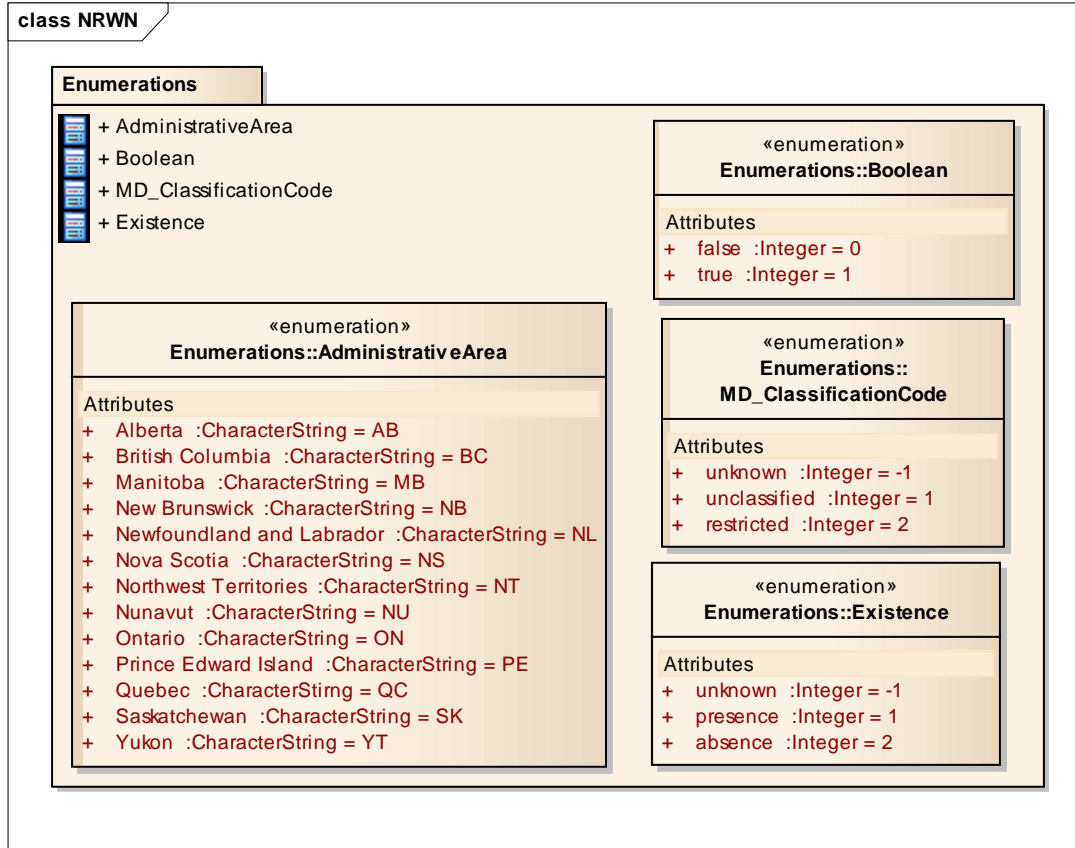 class NRWN
Enumerations
+ AdministrativeArea
+ Boolean
+ MD_ClassificationCode
+ Existence
«enumeration»
Enumerations::Boolean
Attributes
+ false :Integer = 0
+ true :Integer = 1
«enumeration»
Enumerations::AdministrativeArea
Attributes
+ Alberta :CharacterString = AB
+ British Columbia :CharacterString = BC
+ Manitoba :CharacterString = MB
+ New Brunswick :CharacterString = NB
+ Newfoundland and Labrador :CharacterString = NL
+ Nova Scotia :CharacterString = NS
+ Northwest Territories :CharacterString = NT
+ Nunavut :CharacterString = NU
+ Ontario :CharacterString = ON
+ Prince Edward Island :CharacterString = PE
+ Quebec :CharacterStirng = QC
+ Saskatchewan :CharacterString = SK
+ Yukon :CharacterString = YT
«enumeration»
Enumerations::
MD_ClassificationCode
Attributes
+ unknown :Integer = -1
+ unclassified :Integer = 1
+ restricted :Integer = 2
«enumeration»
Enumerations::Existence
Attributes
+ unknown :Integer = -1
+ presence :Integer = 1
+ absence :Integer = 2